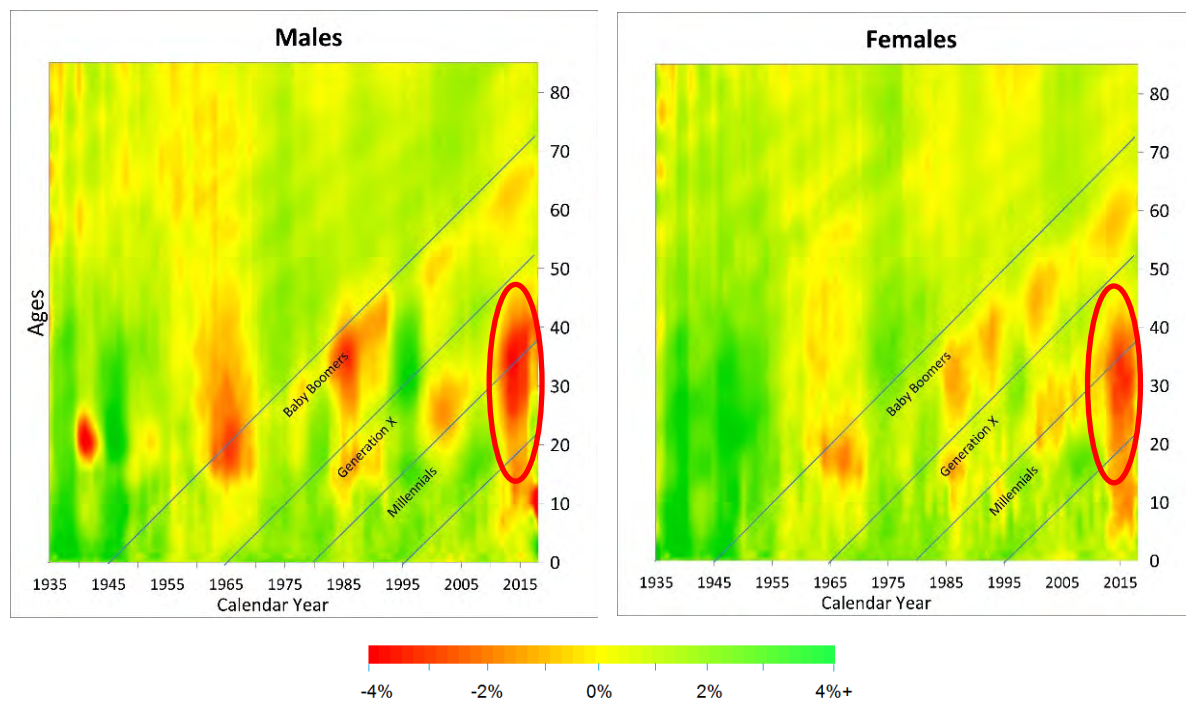 Males
80
70
60
50
40
30
20
10
0
Ages
Baby Boomers
Generation X
Millennials
1935 1945 1955 1965 1975 1985 1995 2005 2015
Calendar Year
Females
80
70
60
50
40
30
20
10
0
Baby Boomers
Generation X
Millennials
1935 1945 1955 1965 1975 1985 1995 2005 2015
Calendar Year
-4% -2% 0% 2% 4%+